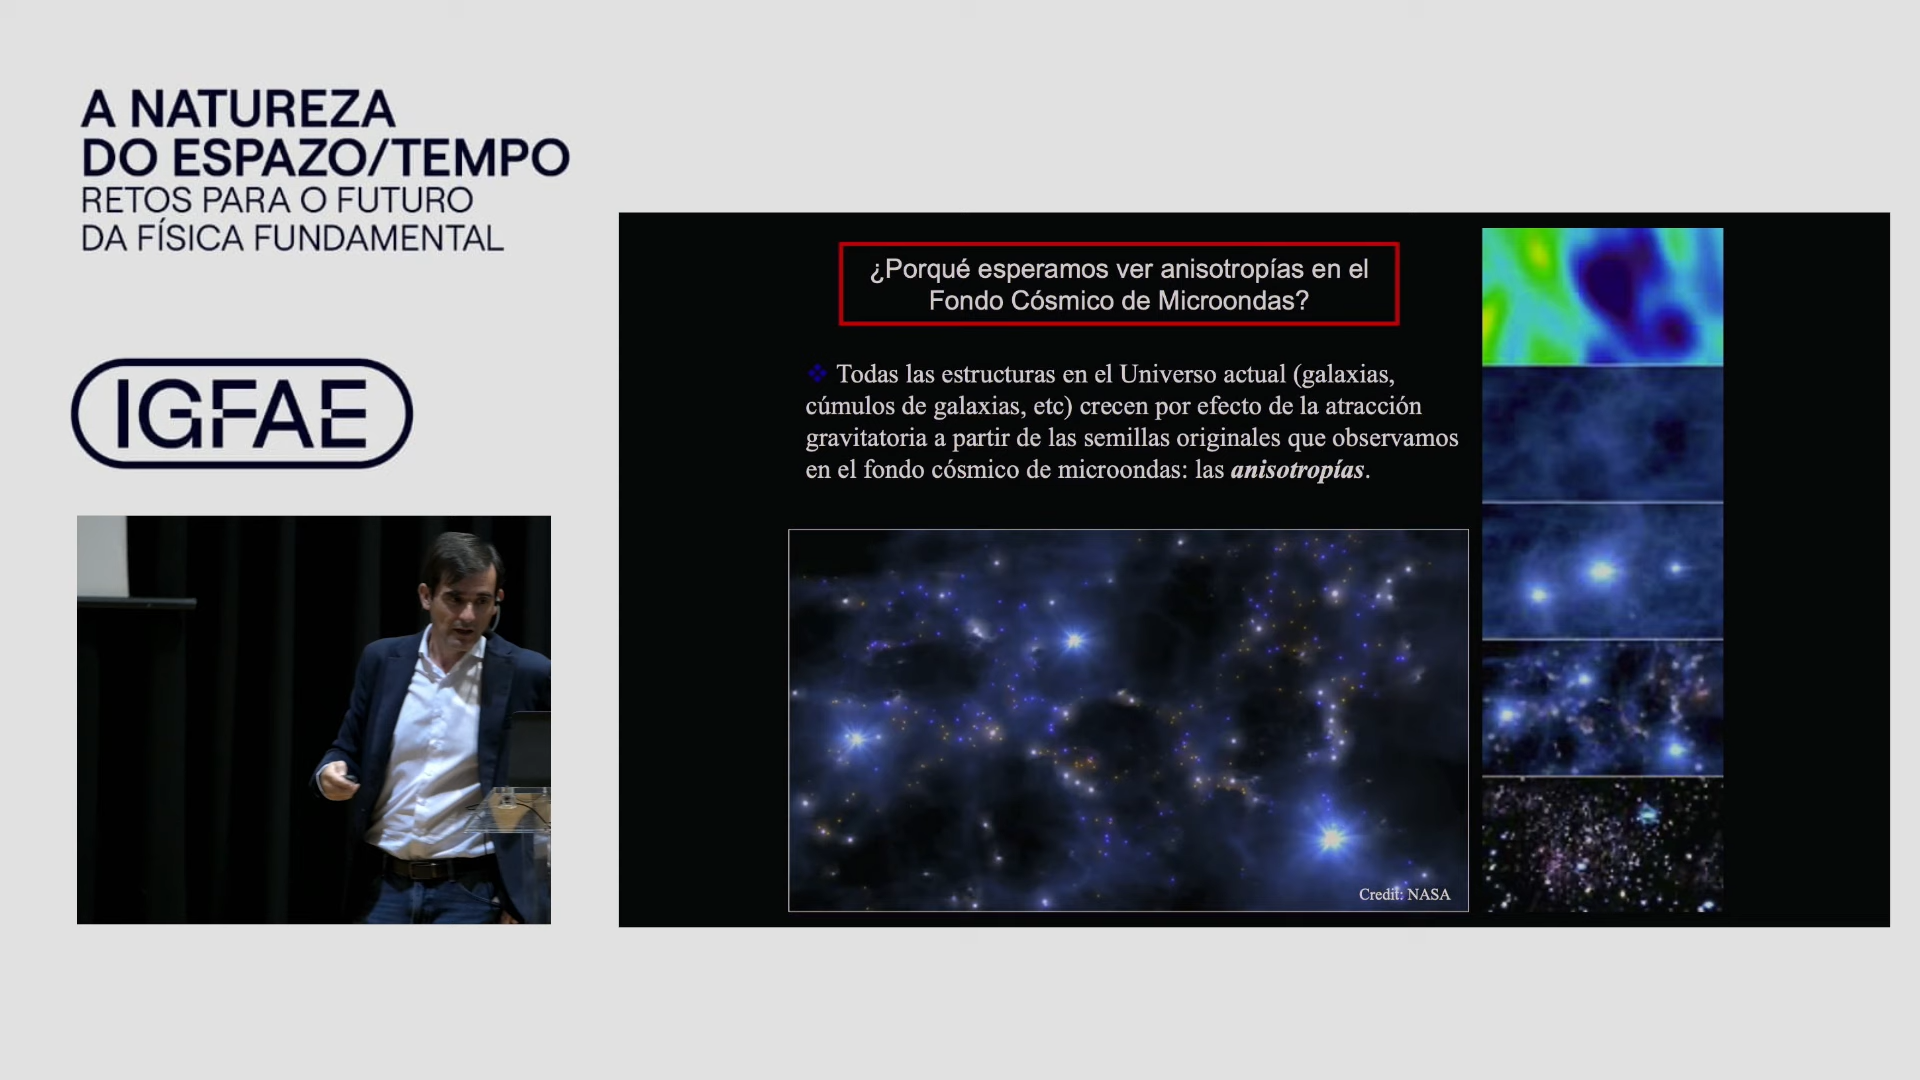 A NATUREZA
DO ESPAZO/TEMPO
RETOS PARA O FUTURO
DA FÍSICA FUNDAMENTAL
IGFAE
¿Porqué esperamos ver anisotropías en el
Fondo Cósmico de Microondas?
❖ Todas las estructuras en el Universo actual (galaxias,
cúmulos de galaxias, etc) crecen por efecto de la atracción
gravitatoria a partir de las semillas originales que observamos
en el fondo cósmico de microondas: las anisotropías.
Credit: NASA